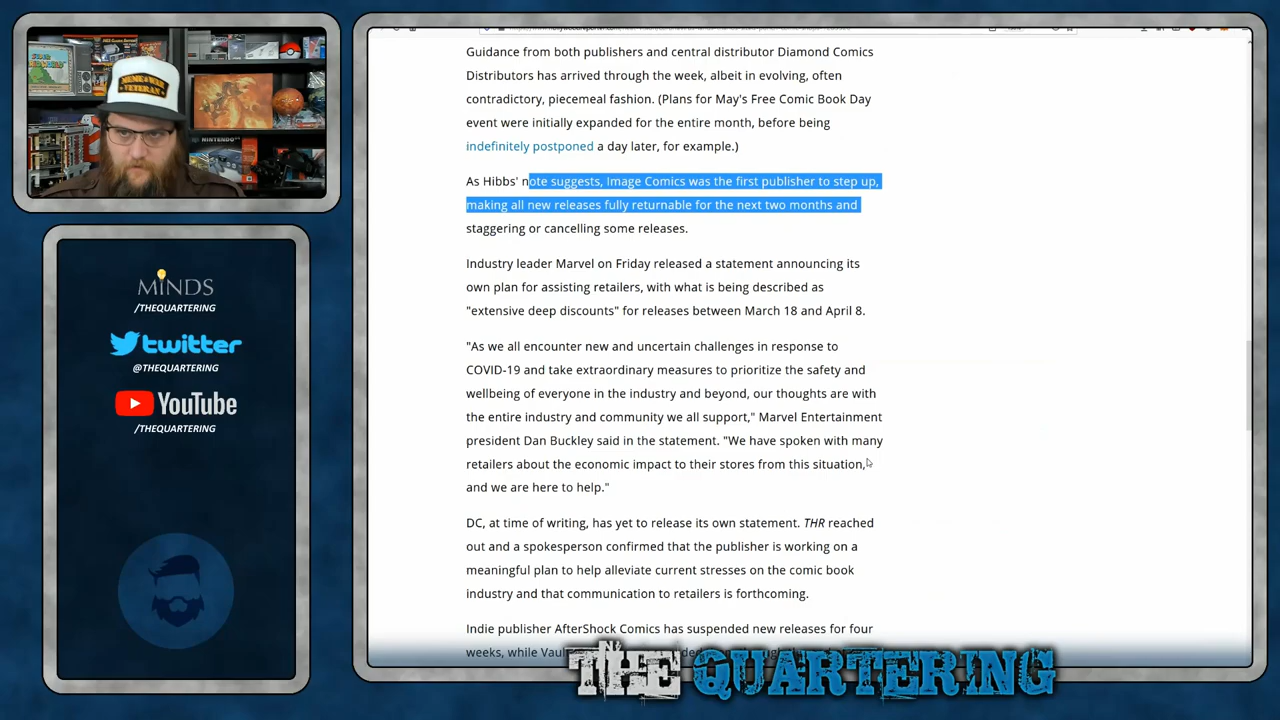 MEME WAR
VETERAN
NINTENDO
MINDS
/THEQUARTERING
twitter
@THEQUARTERING
YouTube
/THEQUARTERING
Guidance from both publishers and central distributor Diamond Comics
Distributors has arrived through the week, albeit in evolving, often
contradictory, piecemeal fashion. (Plans for May's Free Comic Book Day
event were initially expanded for the entire month, before being
indefinitely postponed a day later, for example.)
As Hibbs' note suggests, Image Comics was the first publisher to step up,
making all new releases fully returnable for the next two months and
staggering or cancelling some releases.
Industry leader Marvel on Friday released a statement announcing its
own plan for assisting retailers, with what is being described as
"extensive deep discounts" for releases between March 18 and April 8.
"As we all encounter new and uncertain challenges in response to
COVID-19 and take extraordinary measures to prioritize the safety and
wellbeing of everyone in the industry and beyond, our thoughts are with
the entire industry and community we all support," Marvel Entertainment
president Dan Buckley said in the statement. "We have spoken with many
retailers about the economic impact to their stores from this situation,
and we are here to help."
DC, at time of writing, has yet to release its own statement. THR reached
out and a spokesperson confirmed that the publisher is working on a
meaningful plan to help alleviate current stresses on the comic book
industry and that communication to retailers is forthcoming.
Indie publisher AfterShock Comics has suspended new releases for four
weeks, while
THE QUARTERING